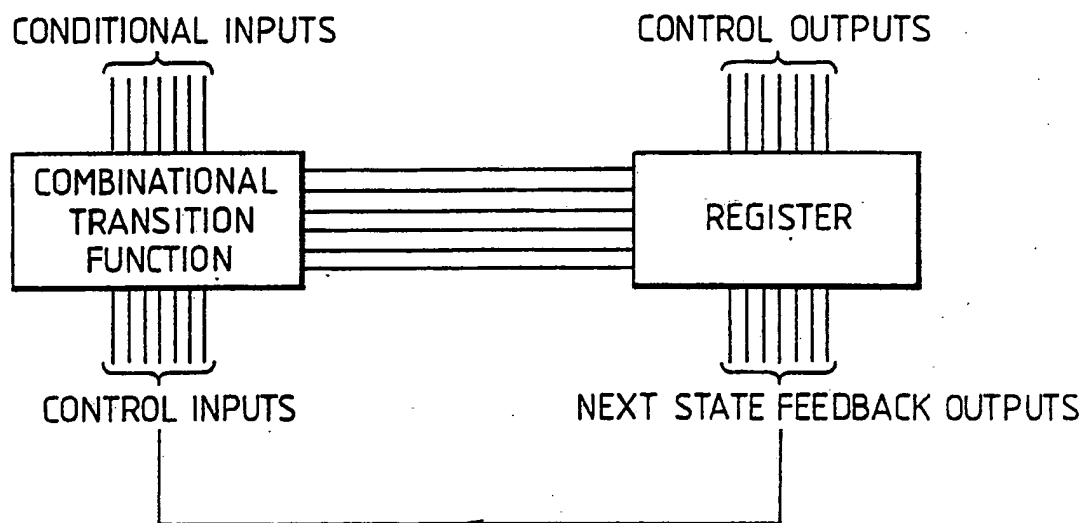 CONDITIONAL INPUTS
CONTROL OUTPUTS
COMBINATIONAL
TRANSITION
FUNCTION
REGISTER
CONTROL INPUTS
NEXT STATE FEEDBACK OUTPUTS